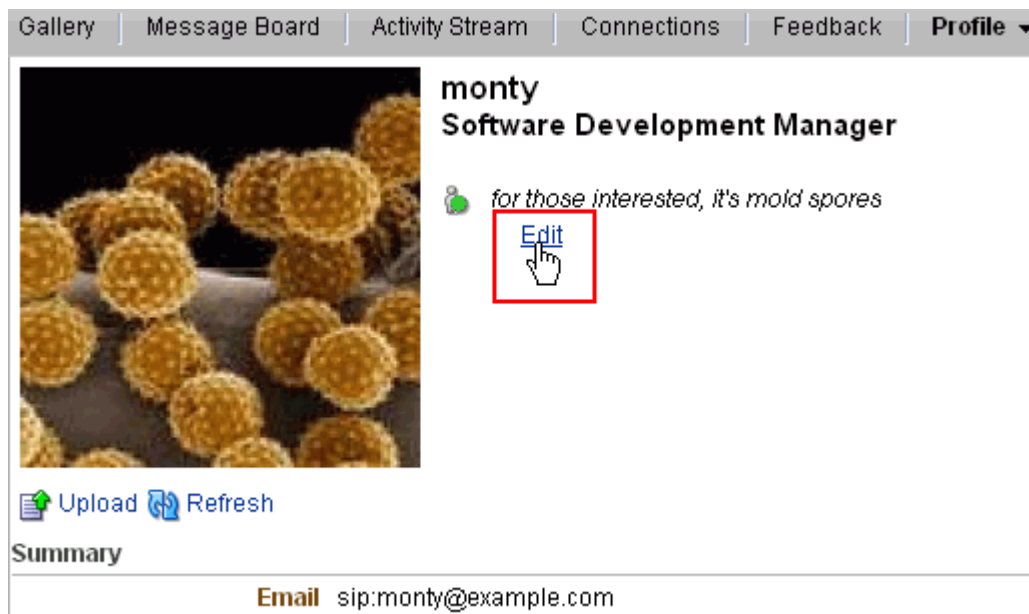 Gallery Message Board Activity Stream Connections Feedback Profile
monty
Software Development Manager
for those interested, it's mold spores
Edit
Upload Refresh
Summary
Email sip:monty@example.com